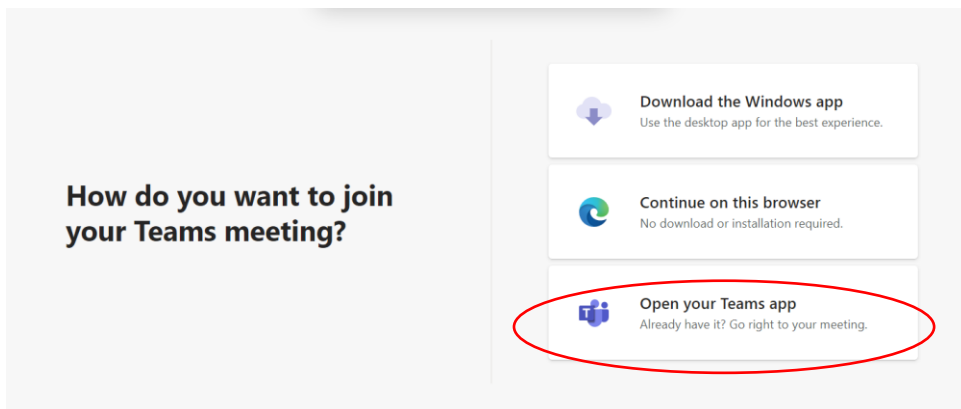 How do you want to join
your Teams meeting?
Download the Windows app
Use the desktop app for the best experience.
Continue on this browser
No download or installation required.
Open your Teams app
Already have it? Go right to your meeting.